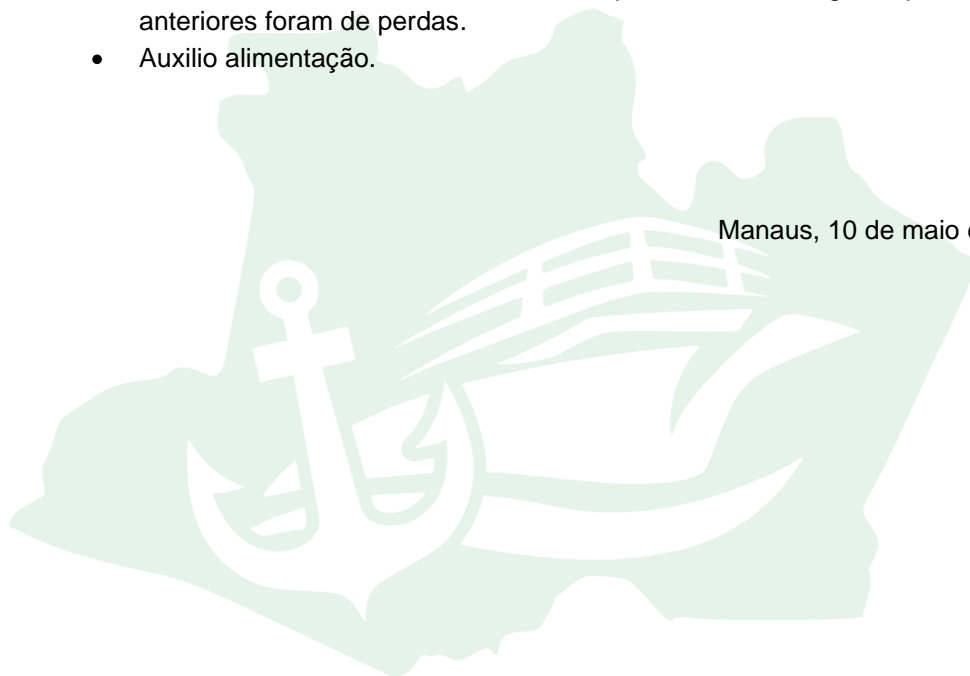 anteriores foram de perdas.
• Auxilio alimentação.
Manaus, 10 de maio